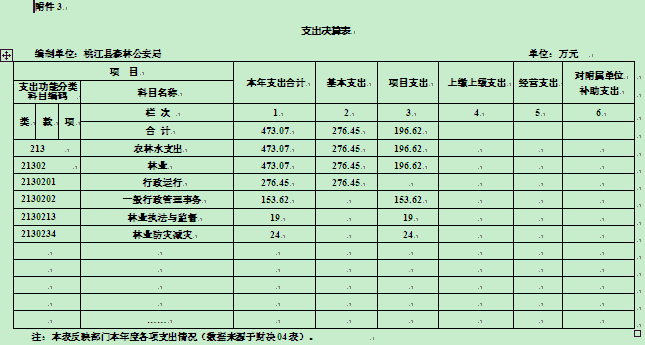 附件 3
支出决算表
编制单位：桃江县森林公安局 单位：万元
项 目 本年支出合计 基本支出 项目支出 上缴上级支出 经营支出 对附属单位补助支出
支出功能分类科目编码 科目名称
类 款 项 栏 次 1 2 3 4 5 6
合 计 473.07 276.45 196.62
213 农林水支出 473.07 276.45 196.62
21302 林业 473.07 276.45 196.62
2130201 行政运行 276.45 276.45
2130202 一般行政管理事务 153.62 153.62
2130213 林业执法与监督 19 19
2130234 林业防灾减灾 24 24
……
注：本表反映部门本年度各项支出情况（数据来源于财决 04 表）。